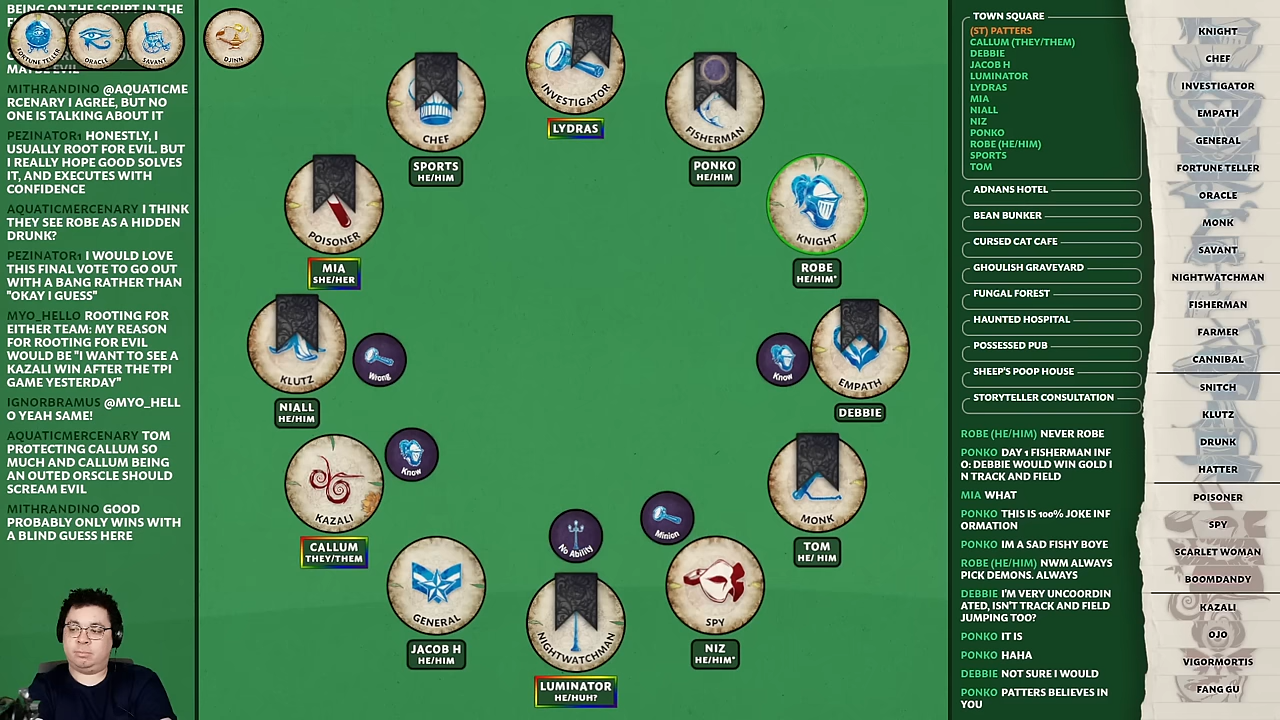 BEING ON THE SCRIPT IN THE
MITHRANDINO @AQUATICME
RCENARY I AGREE, BUT NO
ONE IS TALKING ABOUT IT
PEZINATOR1 HONESTLY, I
USUALLY ROOT FOR EVIL. BUT
I REALLY HOPE GOOD SOLVES
IT, AND EXECUTES WITH
CONFIDENCE
AQUATICMERCENARY I THINK
THEY SEE ROBE AS A HIDDEN
DRUNK?
PEZINATOR1 I WOULD LOVE
THIS FINAL VOTE TO GO OUT
WITH A BANG RATHER THAN
"OKAY I GUESS"
MYO_HELLO ROOTING FOR
EITHER TEAM: MY REASON
FOR ROOTING FOR EVIL
WOULD BE "I WANT TO SEE A
KAZALI WIN AFTER THE TPI
GAME YESTERDAY"
IGNORBRAMUS @MYO_HELL
O YEAH SAME!
AQUATICMERCENARY TOM
PROTECTING CALLUM SO
MUCH AND CALLUM BEING
AN OUTED ORSCLE SHOULD
SCREAM EVIL
MITHRANDINO GOOD
PROBABLY ONLY WINS WITH
A BLIND GUESS HERE
FORTUNE TELLER
ORACLE
SAVANT
DJINN
CHEF
SPORTS
HE/HIM
INVESTIGATOR
LYDRAS
FISHERMAN
PONKO
HE/HIM
KNIGHT
ROBE
HE/HIM*
EMPATH
Know
DEBBIE
MONK
TOM
HE/ HIM
SPY
Minion
NIZ
HE/HIM*
NIGHTWATCHMAN
No Ability
LUMINATOR
HE/HUH?
GENERAL
JACOB H
HE/HIM
KAZALI
Know
CALLUM
THEY/THEM
KLUTZ
Wrong
NIALL
HE/HIM
POISONER
MIA
SHE/HER
TOWN SQUARE
(ST) PATTERS
CALLUM (THEY/THEM)
DEBBIE
JACOB H
LUMINATOR
LYDRAS
MIA
NIALL
NIZ
PONKO
ROBE (HE/HIM)
SPORTS
TOM
ADNANS HOTEL
BEAN BUNKER
CURSED CAT CAFE
GHOULISH GRAVEYARD
FUNGAL FOREST
HAUNTED HOSPITAL
POSSESSED PUB
SHEEP'S POOP HOUSE
STORYTELLER CONSULTATION
ROBE (HE/HIM) NEVER ROBE
PONKO DAY 1 FISHERMAN INF
O: DEBBIE WOULD WIN GOLD I
N TRACK AND FIELD
MIA WHAT
PONKO THIS IS 100% JOKE INF
ORMATION
PONKO IM A SAD FISHY BOYE
ROBE (HE/HIM) NWM ALWAYS
PICK DEMONS. ALWAYS
DEBBIE I'M VERY UNCOORDIN
ATED, ISN'T TRACK AND FIELD
JUMPING TOO?
PONKO IT IS
PONKO HAHA
DEBBIE NOT SURE I WOULD
PONKO PATTERS BELIEVES IN
YOU
KNIGHT
CHEF
INVESTIGATOR
EMPATH
GENERAL
FORTUNE TELLER
ORACLE
MONK
SAVANT
NIGHTWATCHMAN
FISHERMAN
FARMER
CANNIBAL
SNITCH
KLUTZ
DRUNK
HATTER
POISONER
SPY
SCARLET WOMAN
BOOMDANDY
KAZALI
OJO
VIGORMORTIS
FANG GU